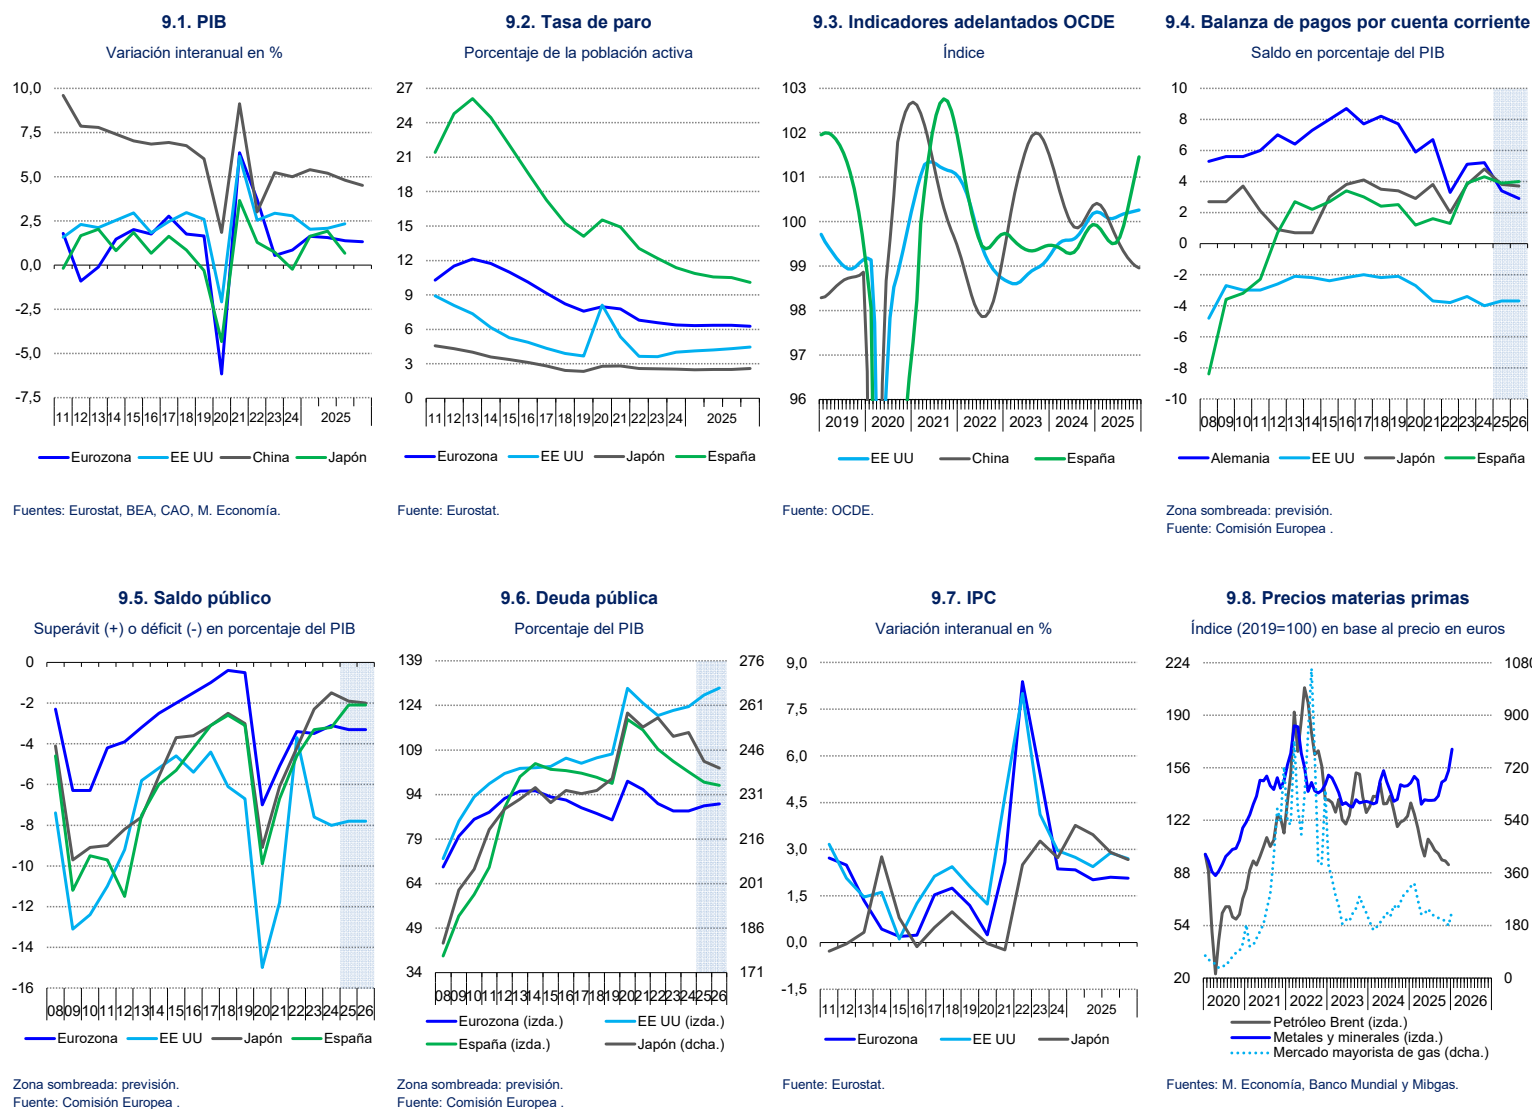 9.1. PIB
Variación interanual en %
10,0
7,5
5,0
2,5
0,0
-2,5
-5,0
-7,5
11 12 13 14 15 16 17 18 19 20 21 22 23 24 2025
Eurozona EE UU China Japón
Fuentes: Eurostat, BEA, CAO, M. Economía.
9.2. Tasa de paro
Porcentaje de la población activa
27
24
21
18
15
12
9
6
3
0
11 12 13 14 15 16 17 18 19 20 21 22 23 24 2025
Eurozona EE UU Japón España
Fuente: Eurostat.
9.3. Indicadores adelantados OCDE
Índice
103
102
101
100
99
98
97
96
2019 2020 2021 2022 2023 2024 2025
EE UU China España
Fuente: OCDE.
9.4. Balanza de pagos por cuenta corriente
Saldo en porcentaje del PIB
10
8
6
4
2
0
-2
-4
-6
-8
-10
08 09 10 11 12 13 14 15 16 17 18 19 20 21 22 23 24 25 26
Alemania EE UU Japón España
Zona sombreada: previsión.
Fuente: Comisión Europea .
9.5. Saldo público
Superávit (+) o déficit (-) en porcentaje del PIB
0
-2
-4
-6
-8
-10
-12
-14
-16
08 09 10 11 12 13 14 15 16 17 18 19 20 21 22 23 24 25 26
Eurozona EE UU Japón España
Zona sombreada: previsión.
Fuente: Comisión Europea .
9.6. Deuda pública
Porcentaje del PIB
139 276
124 261
109 246
94 231
79 216
64 201
49 186
34 171
08 09 10 11 12 13 14 15 16 17 18 19 20 21 22 23 24 25 26
Eurozona (izda.) EE UU (izda.)
España (izda.) Japón (dcha.)
Zona sombreada: previsión.
Fuente: Comisión Europea .
9.7. IPC
Variación interanual en %
9,0
7,5
6,0
4,5
3,0
1,5
0,0
-1,5
11 12 13 14 15 16 17 18 19 20 21 22 23 24 2025
Eurozona EE UU Japón
Fuente: Eurostat.
9.8. Precios materias primas
Índice (2019=100) en base al precio en euros
224 1080
190 900
156 720
122 540
88 360
54 180
20 0
2020 2021 2022 2023 2024 2025 2026
Petróleo Brent (izda.)
Metales y minerales (izda.)
Mercado mayorista de gas (dcha.)
Fuentes: M. Economía, Banco Mundial y Mibgas.